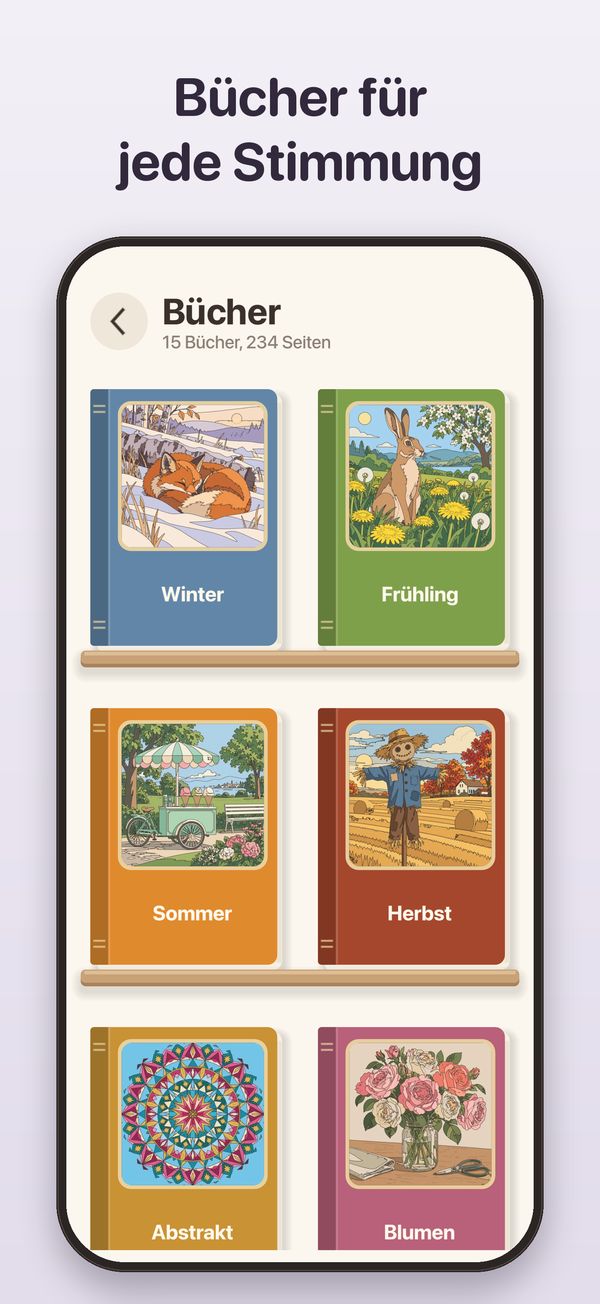 Bücher für
jede Stimmung
Bücher
15 Bücher, 234 Seiten
Winter
Frühling
Sommer
Herbst
Abstrakt
Blumen